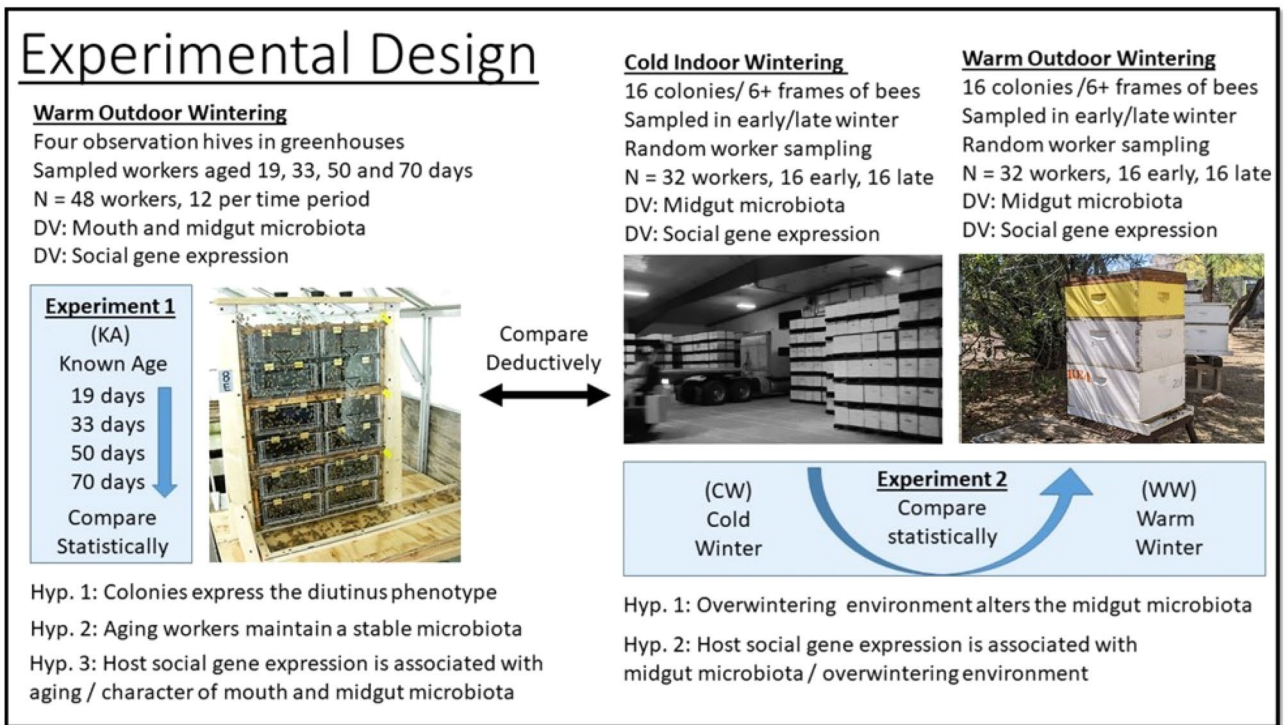 Experimental Design
Warm Outdoor Wintering
Four observation hives in greenhouses
Sampled workers aged 19, 33, 50 and 70 days
N = 48 workers, 12 per time period
DV: Mouth and midgut microbiota
DV: Social gene expression
Experiment 1
(KA)
Known Age
19 days
33 days
50 days
70 days
Compare
Statistically
Hyp. 1: Colonies express the diutinus phenotype
Hyp. 2: Aging workers maintain a stable microbiota
Hyp. 3: Host social gene expression is associated with
aging / character of mouth and midgut microbiota
Compare
Deductively
Cold Indoor Wintering
16 colonies/ 6+ frames of bees
Sampled in early/late winter
Random worker sampling
N = 32 workers, 16 early, 16 late
DV: Midgut microbiota
DV: Social gene expression
Warm Outdoor Wintering
16 colonies /6+ frames of bees
Sampled in early/late winter
Random worker sampling
N = 32 workers, 16 early, 16 late
DV: Midgut microbiota
DV: Social gene expression
(CW)
Cold
Winter
Experiment 2
Compare
statistically
(WW)
Warm
Winter
Hyp. 1: Overwintering environment alters the midgut microbiota
Hyp. 2: Host social gene expression is associated with
midgut microbiota / overwintering environment